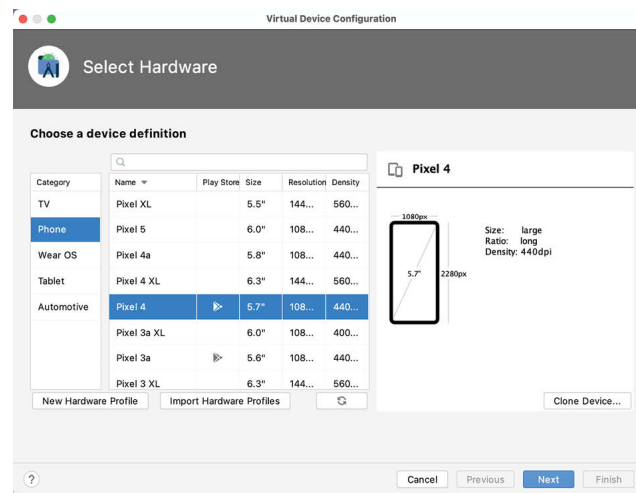 Virtual Device Configuration
Select Hardware
Choose a device definition
Category
TV
Phone
Wear OS
Tablet
Automotive
Name Play Store Size Resolution Density
Pixel XL 5.5" 144... 560...
Pixel 5 6.0" 108... 440...
Pixel 4a 5.8" 108... 440...
Pixel 4 XL 6.3" 144... 560...
Pixel 4 5.7" 108... 440...
Pixel 3a XL 6.0" 108... 400...
Pixel 3a 5.6" 108... 440...
Pixel 3 XL 6.3" 144... 560...
New Hardware Profile Import Hardware Profiles
Pixel 4
1080px
5.7" 2280px
Size: large
Ratio: long
Density: 440dpi
Clone Device...
? Cancel Previous Next Finish